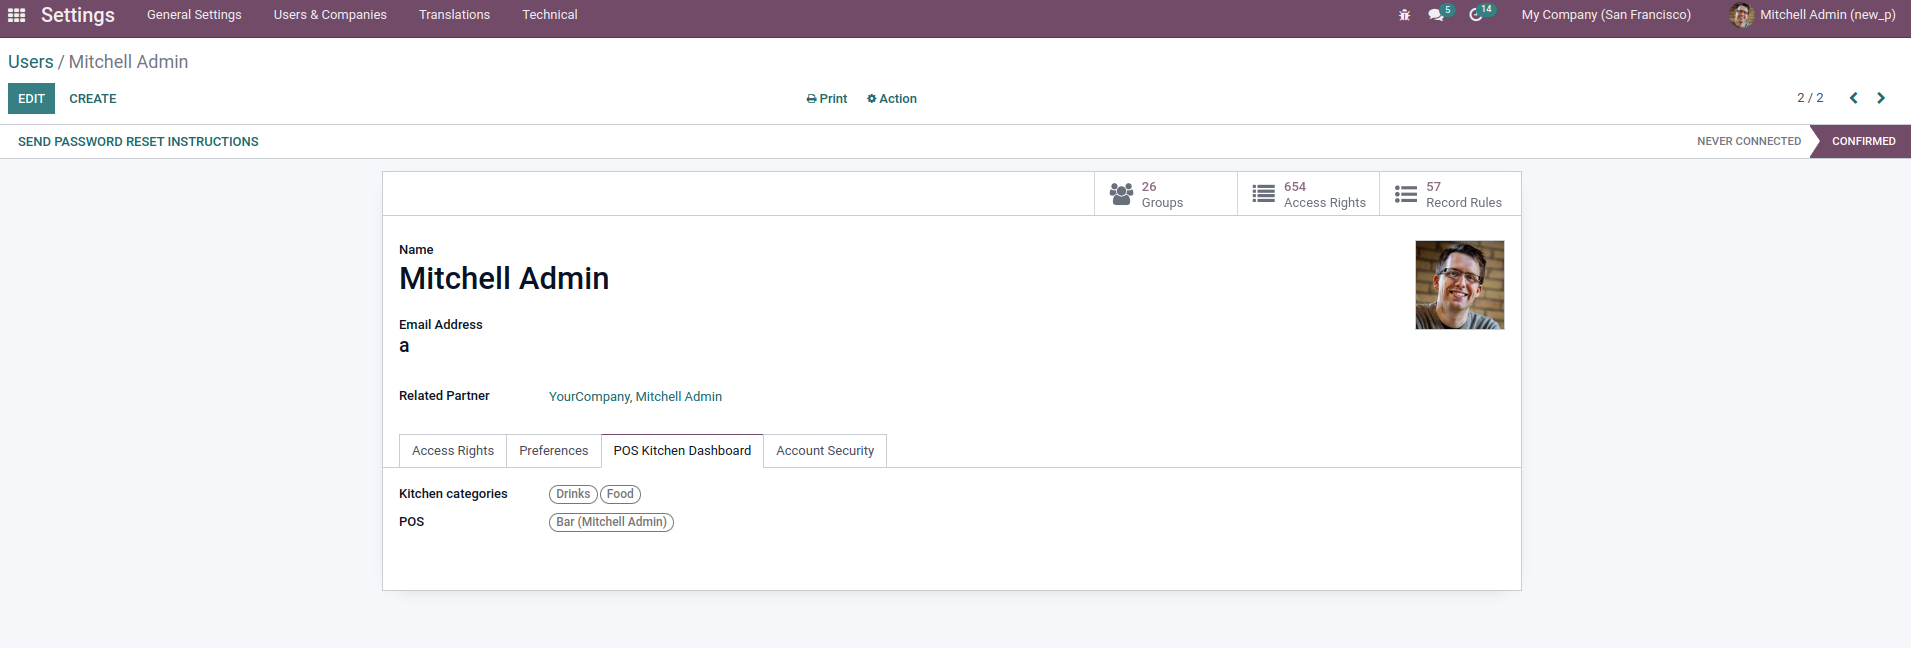 Settings General Settings Users & Companies Translations Technical 5 14 My Company (San Francisco) Mitchell Admin (new_p)
Users / Mitchell Admin
EDIT CREATE Print Action 2 / 2
SEND PASSWORD RESET INSTRUCTIONS NEVER CONNECTED CONFIRMED
26 654 57
Groups Access Rights Record Rules
Name
Mitchell Admin
Email Address
a
Related Partner YourCompany, Mitchell Admin
Access Rights Preferences POS Kitchen Dashboard Account Security
Kitchen categories Drinks Food
POS Bar (Mitchell Admin)